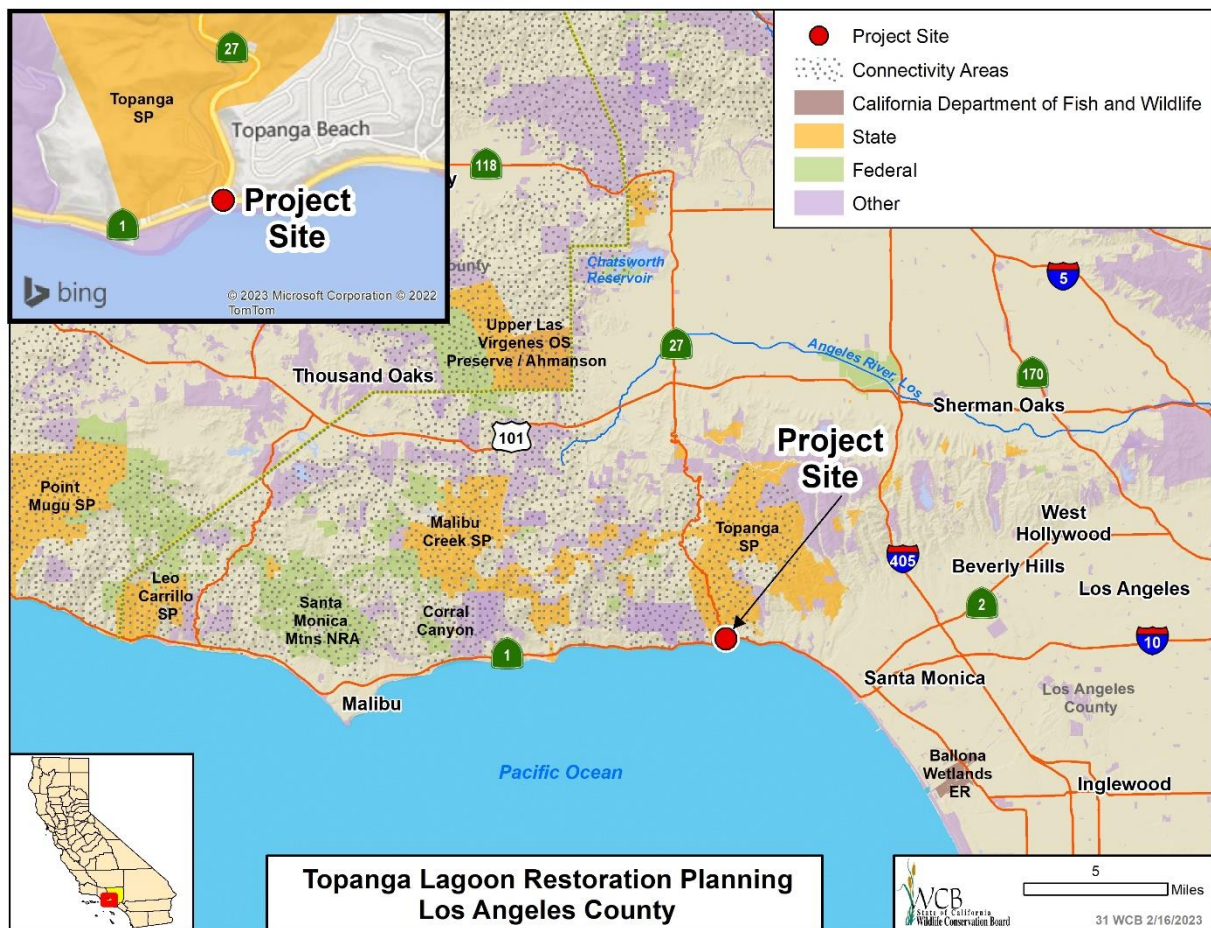 27
Topanga
SP
Topanga Beach
Project
Site
1
bing
© 2023 Microsoft Corporation © 2022
TomTom
Project Site
Connectivity Areas
California Department of Fish and Wildlife
State
Federal
Other
118
Chatsworth
Reservoir
5
Upper Las
Virgenes OS
Preserve / Ahmanson
27
Thousand Oaks
Angeles River, Los
170
Sherman Oaks
101
Project
Site
Point
Mugu SP
Malibu
Creek SP
Topanga
SP
West
Hollywood
405
Beverly Hills
Leo
Carrillo
SP
Santa
Monica
Mtns NRA
Corral
Canyon
2
Los Angeles
1
10
Santa Monica
Malibu
Los Angeles
County
Pacific Ocean
Ballona
Wetlands
ER
Inglewood
Topanga Lagoon Restoration Planning
Los Angeles County
WCB
State of California
Wildlife Conservation Board
5
Miles
31 WCB 2/16/2023